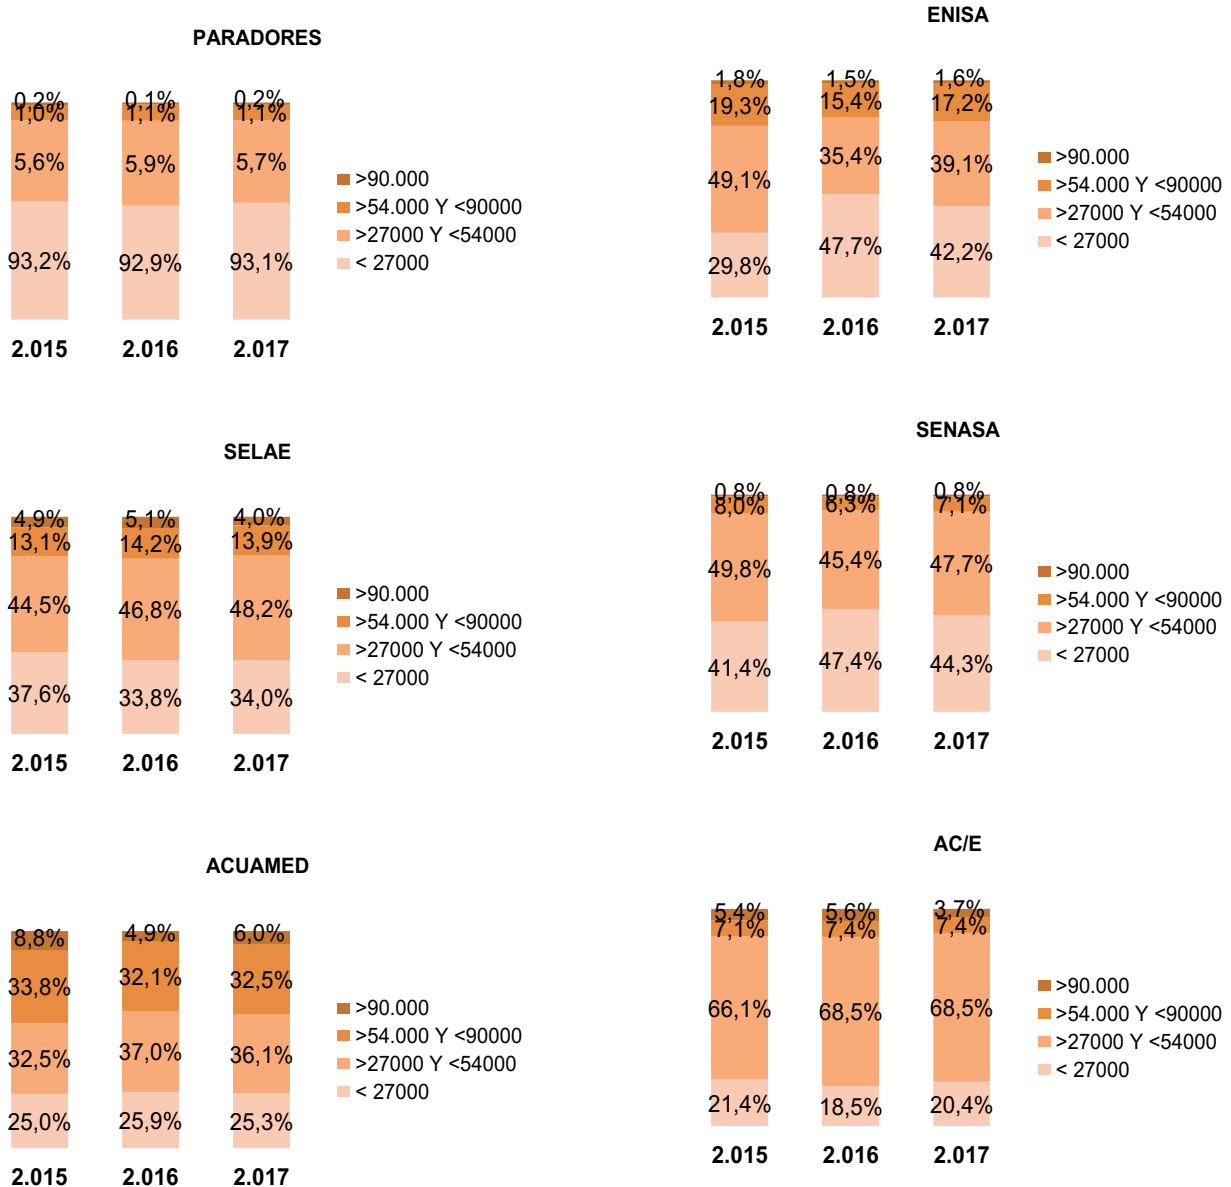 PARADORES
0,2% 0,1% 0,2%
1,0% 1,1% 1,1%
5,6% 5,9% 5,7%
93,2% 92,9% 93,1%
>90.000
>54.000 Y <90000
>27000 Y <54000
< 27000
2.015 2.016 2.017
ENISA
1,8% 1,5% 1,6%
19,3% 15,4% 17,2%
49,1% 35,4% 39,1%
29,8% 47,7% 42,2%
>90.000
>54.000 Y <90000
>27000 Y <54000
< 27000
2.015 2.016 2.017
SELAE
4,9% 5,1% 4,0%
13,1% 14,2% 13,9%
44,5% 46,8% 48,2%
37,6% 33,8% 34,0%
>90.000
>54.000 Y <90000
>27000 Y <54000
< 27000
2.015 2.016 2.017
SENASA
0,8% 0,8% 0,8%
8,0% 6,3% 7,1%
49,8% 45,4% 47,7%
41,4% 47,4% 44,3%
>90.000
>54.000 Y <90000
>27000 Y <54000
< 27000
2.015 2.016 2.017
ACUAMED
8,8% 4,9% 6,0%
33,8% 32,1% 32,5%
32,5% 37,0% 36,1%
25,0% 25,9% 25,3%
>90.000
>54.000 Y <90000
>27000 Y <54000
< 27000
2.015 2.016 2.017
AC/E
5,4% 5,6% 3,7%
7,1% 7,4% 7,4%
66,1% 68,5% 68,5%
21,4% 18,5% 20,4%
>90.000
>54.000 Y <90000
>27000 Y <54000
< 27000
2.015 2.016 2.017